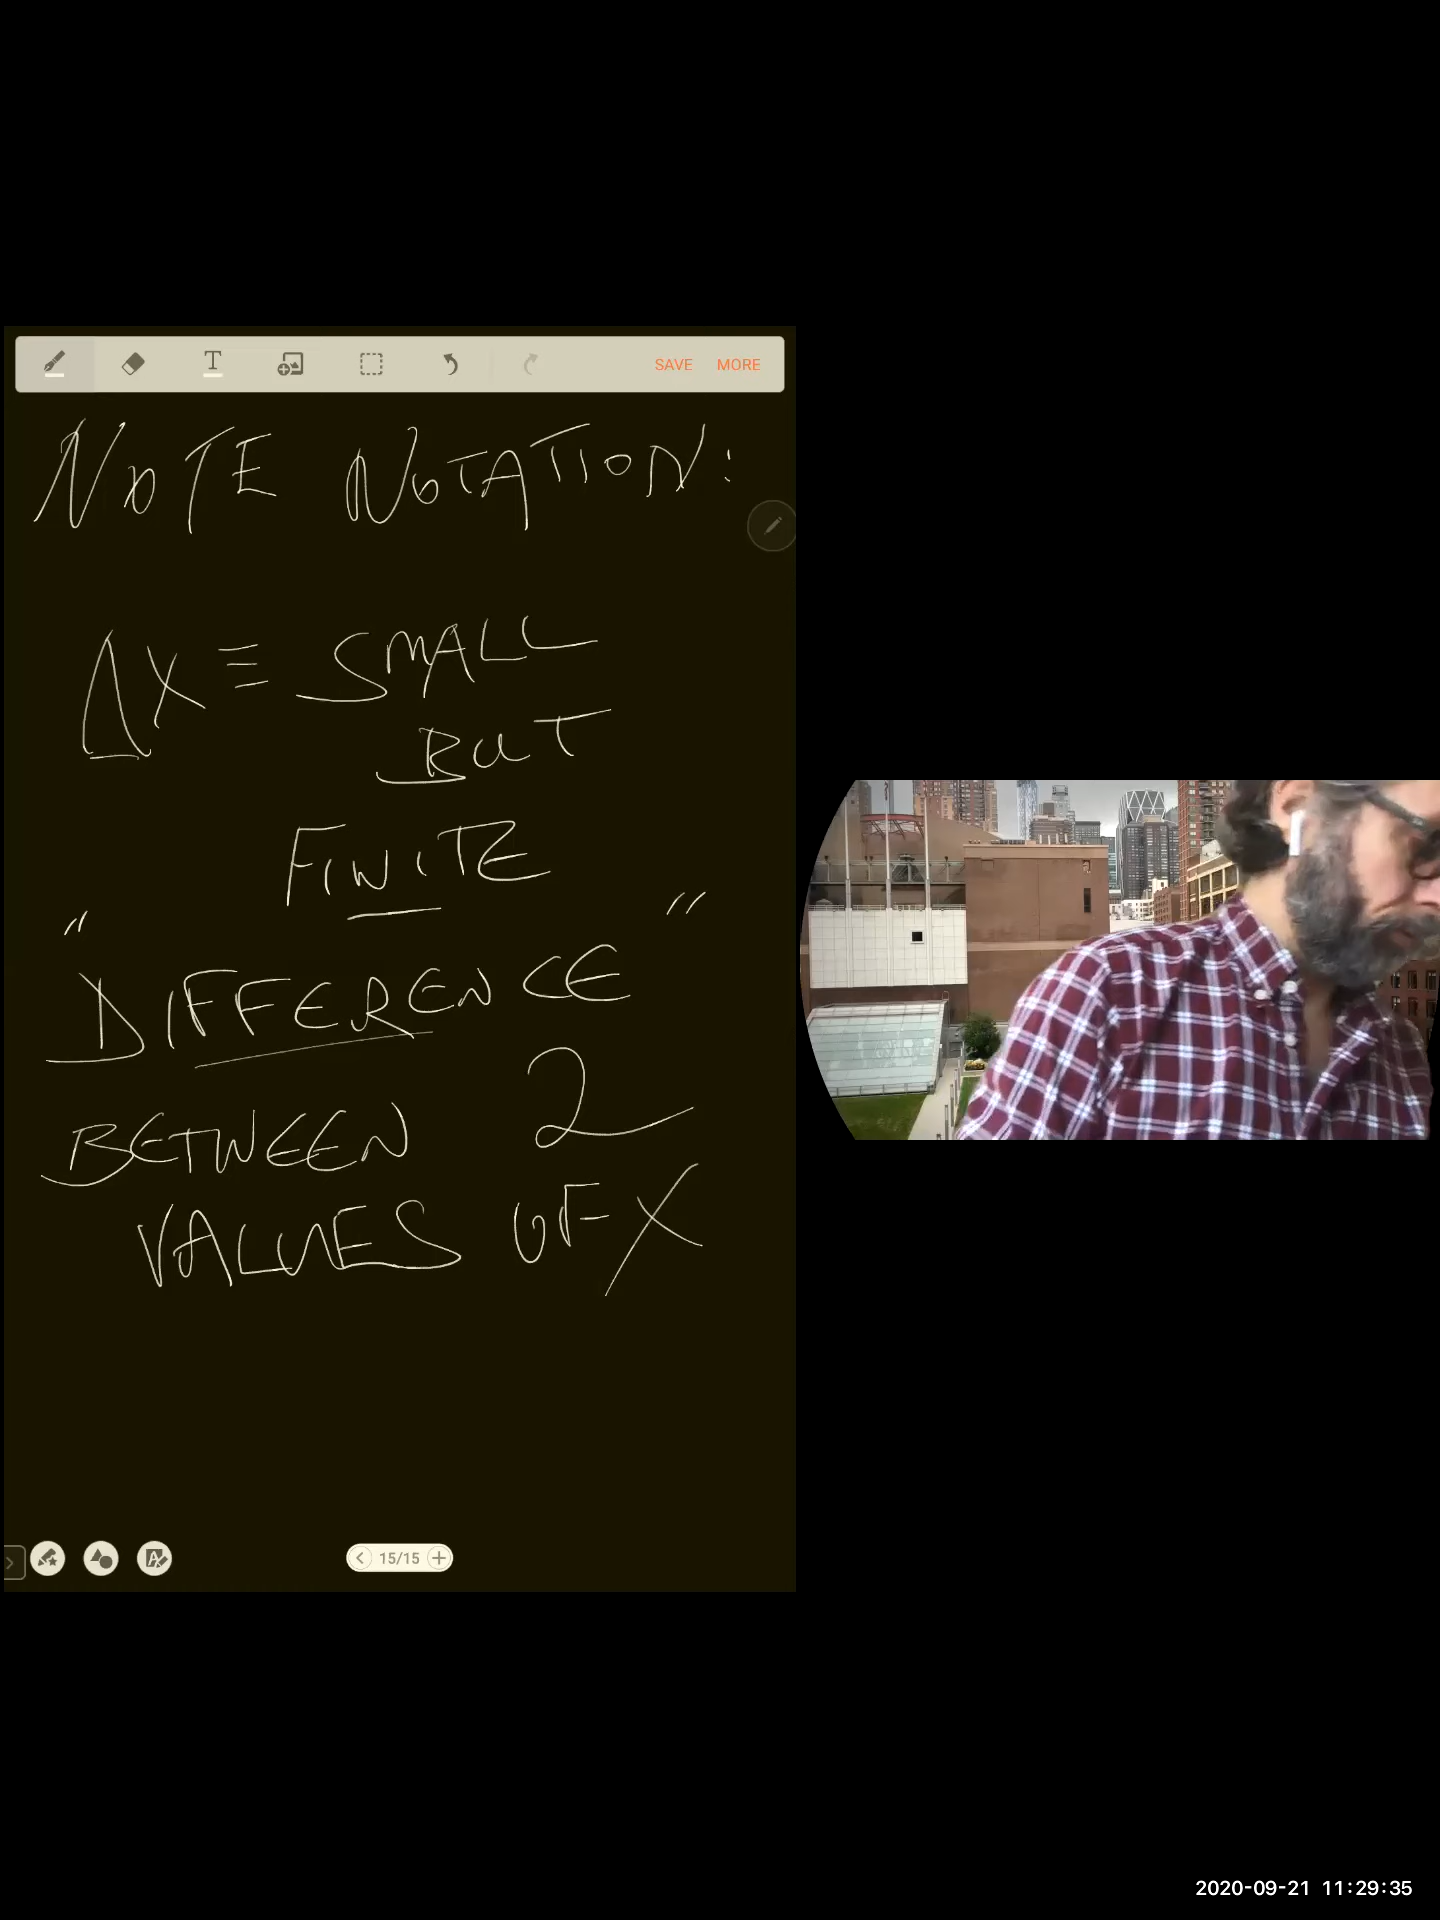 T SAVE MORE
NOTE NOTATION:
Δx ≡ SMALL
BUT
FINITE
"DIFFERENCE"
BETWEEN 2
VALUES OF X
A
15/15
2020-09-21 11:29:35